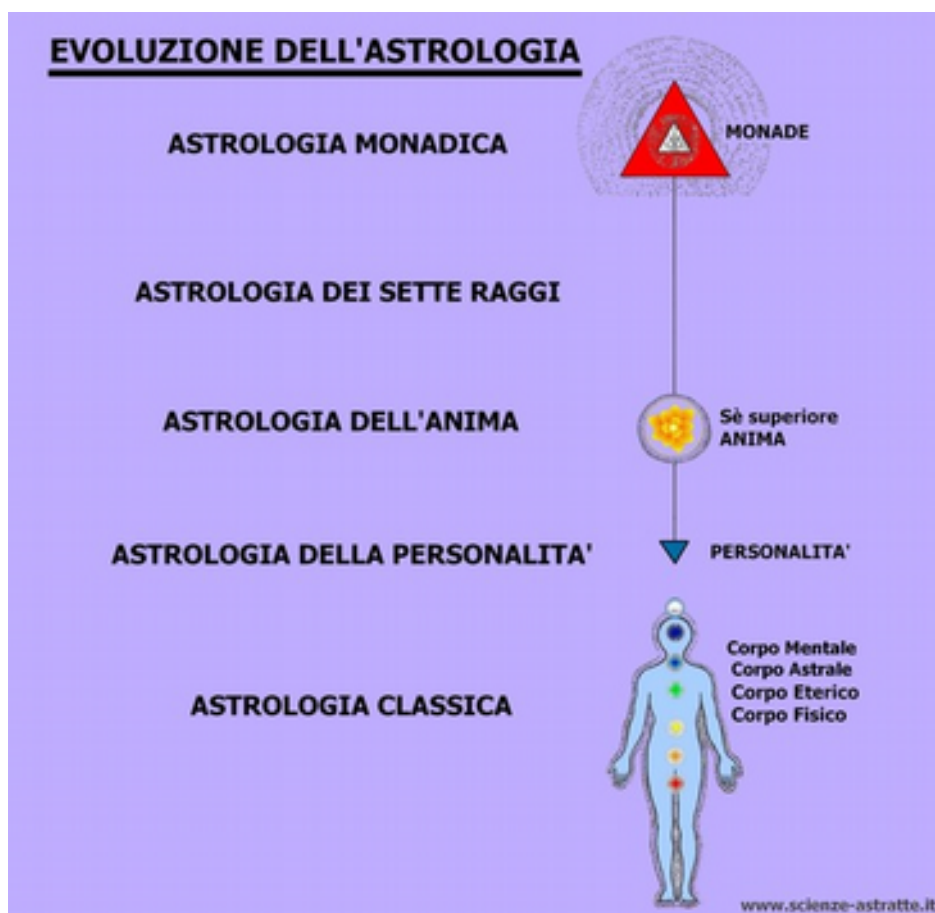 EVOLUZIONE DELL'ASTROLOGIA
ASTROLOGIA MONADICA
MONADE
ASTROLOGIA DEI SETTE RAGGI
ASTROLOGIA DELL'ANIMA
Sè superiore
ANIMA
ASTROLOGIA DELLA PERSONALITA'
PERSONALITA'
ASTROLOGIA CLASSICA
Corpo Mentale
Corpo Astrale
Corpo Eterico
Corpo Fisico
www.scienze-astratte.it